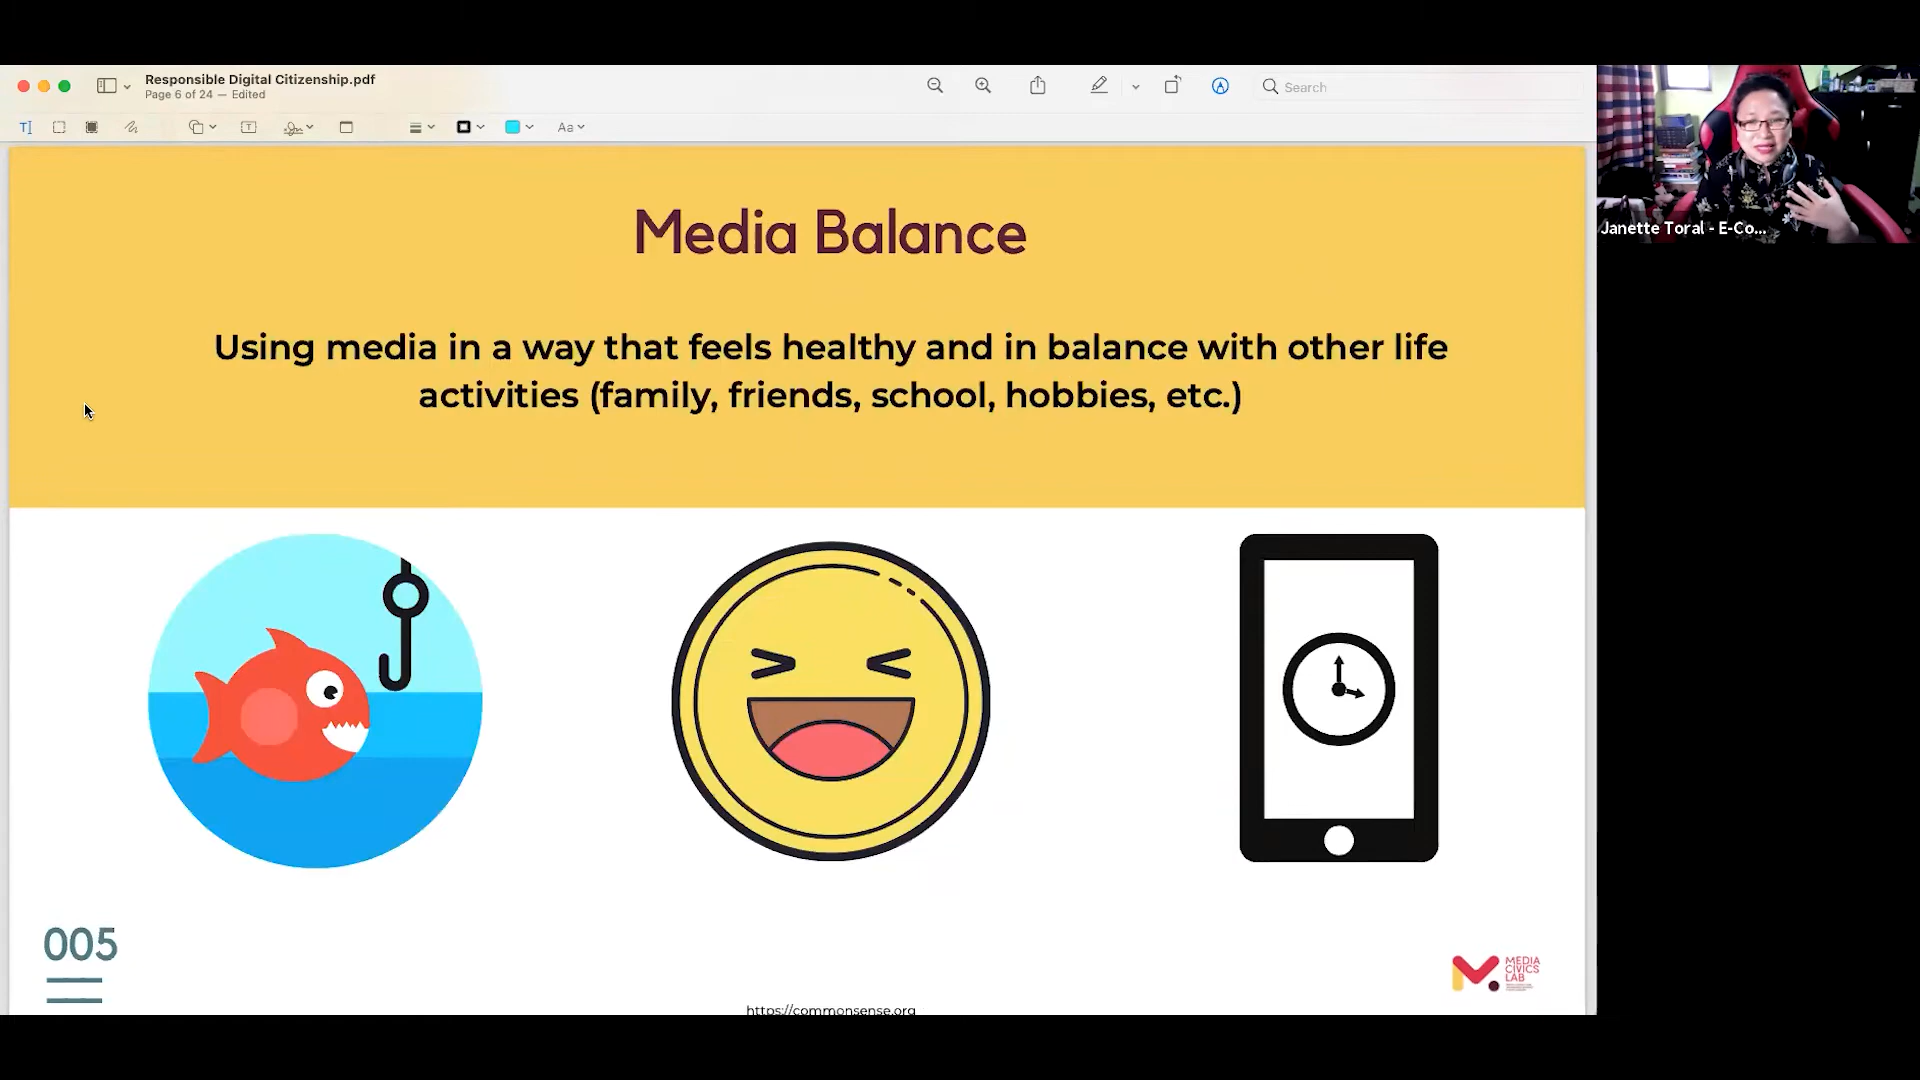 Responsible Digital Citizenship.pdf
Page 6 of 24 — Edited
Search
Aa
Media Balance
Using media in a way that feels healthy and in balance with other life
activities (family, friends, school, hobbies, etc.)
005
MEDIA
CIVICS
LAB
https://commonsense.org
Janette Toral - E-Co...